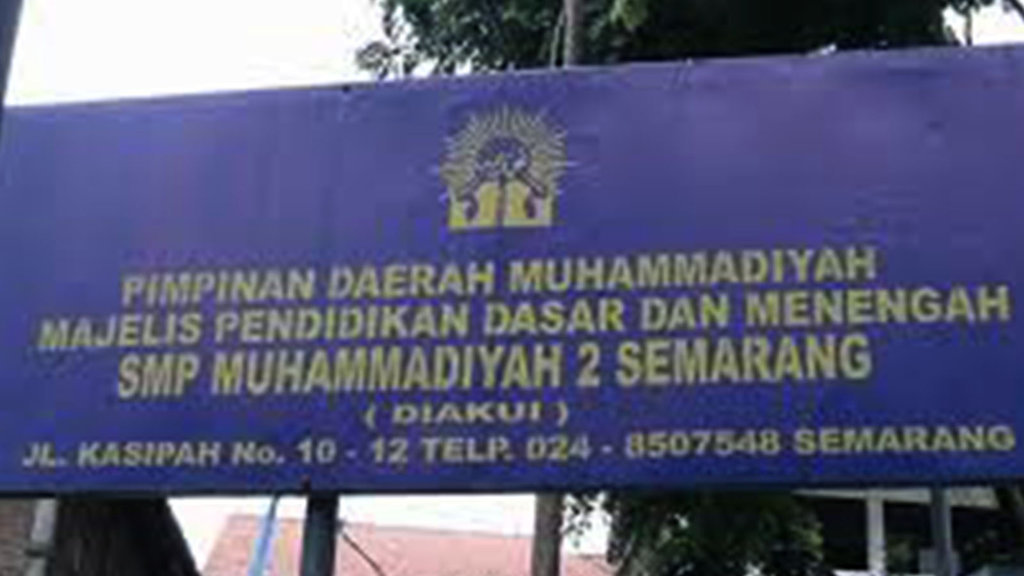 PIMPINAN DAERAH MUHAMMADIYAH
MAJELIS PENDIDIKAN DASAR DAN MENENGAH
SMP MUHAMMADIYAH 2 SEMARANG
( DIAKUI )
JL. KASIPAH No. 10 - 12 TELP. 024 - 8507548 SEMARANG